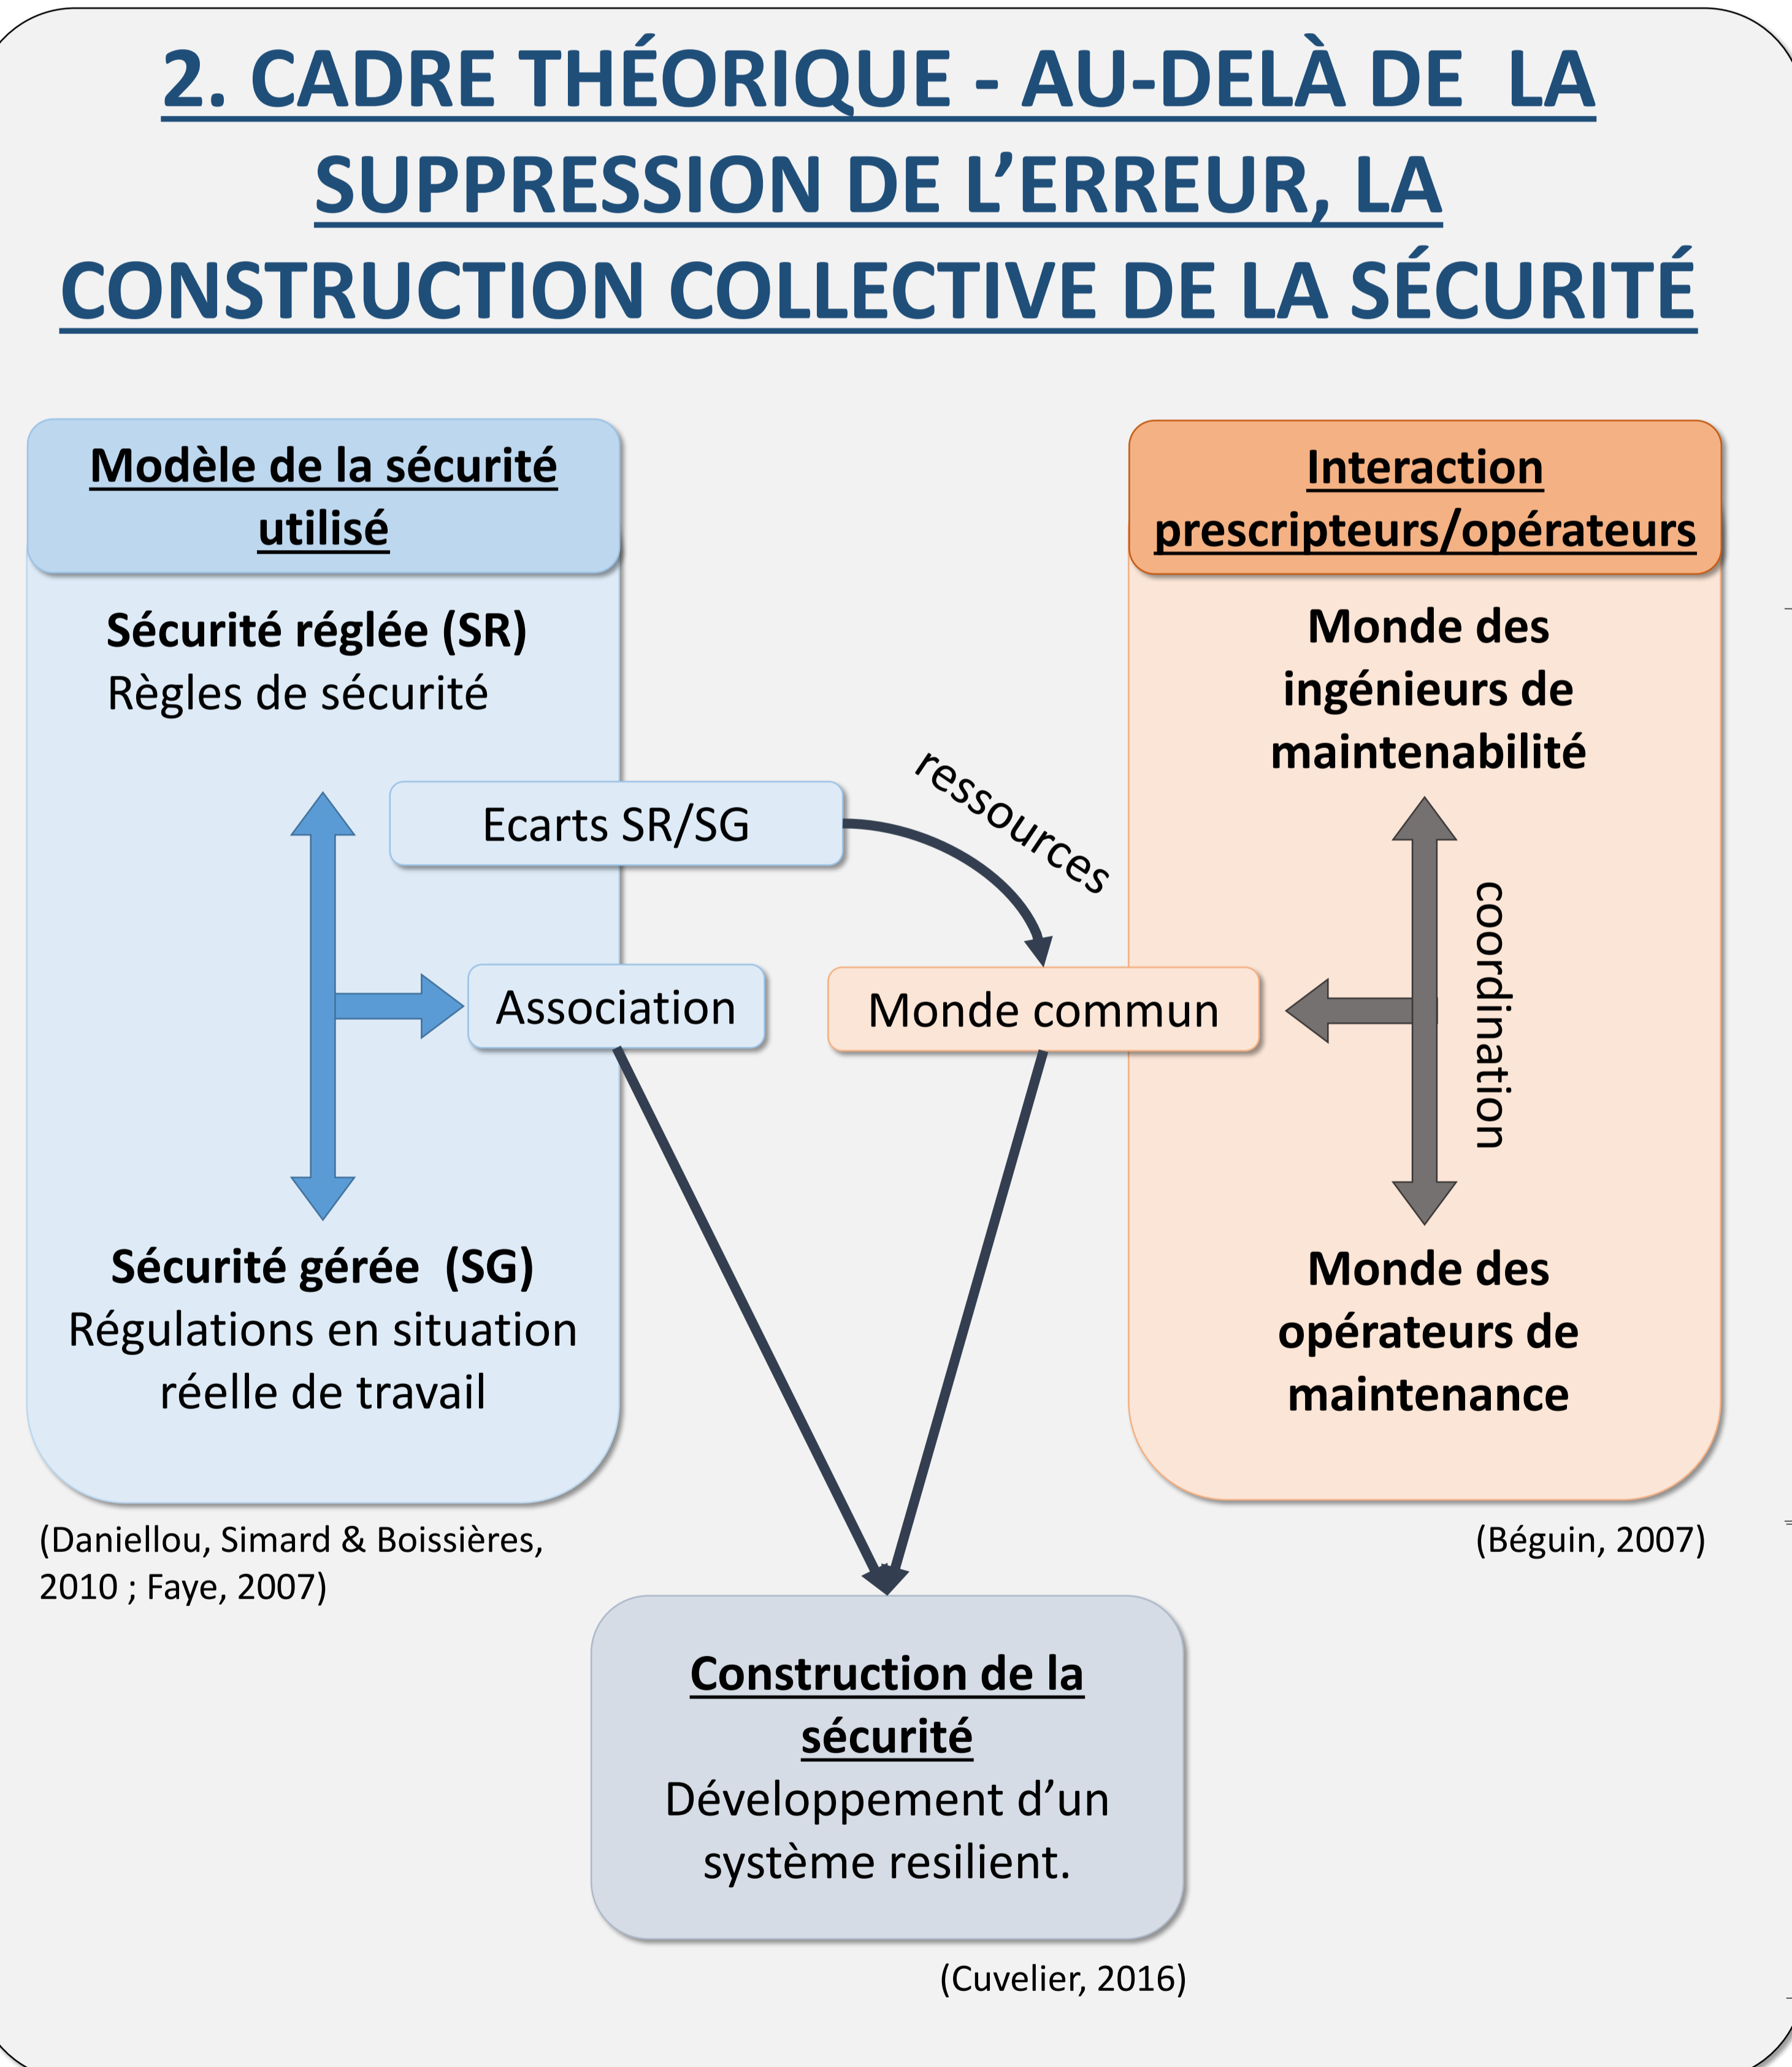 2. CADRE THÉORIQUE - AU-DELÀ DE LA
SUPPRESSION DE L’ERREUR, LA
CONSTRUCTION COLLECTIVE DE LA SÉCURITÉ
Modèle de la sécurité
utilisé
Sécurité réglée (SR)
Règles de sécurité
Ecarts SR/SG
Association
Sécurité gérée (SG)
Régulations en situation
réelle de travail
(Daniellou, Simard & Boissières,
2010 ; Faye, 2007)
ressources
Interaction
prescripteurs/opérateurs
Monde des
ingénieurs de
maintenabilité
Monde commun
coordination
Monde des
opérateurs de
maintenance
(Béguin, 2007)
Construction de la
sécurité
Développement d’un
système resilient.
(Cuvelier, 2016)